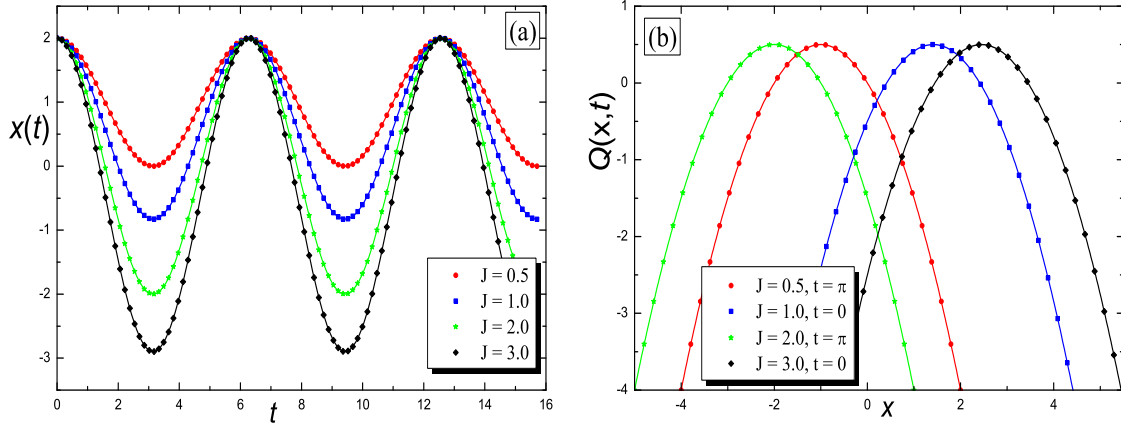 (a)
x(t)
2
1
0
-1
-2
-3
0 2 4 6 8 10 12 14 16
t
J = 0.5
J = 1.0
J = 2.0
J = 3.0
(b)
Q(x,t)
1
0
-1
-2
-3
-4
-4 -2 0 2 4
x
J = 0.5, t = π
J = 1.0, t = 0
J = 2.0, t = π
J = 3.0, t = 0